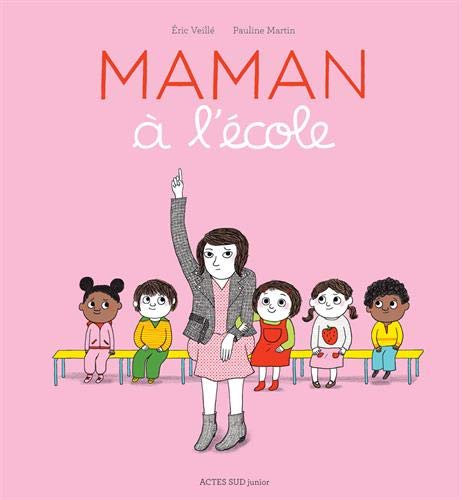 Éric Veillé Pauline Martin
MAMAN
à l'école
ACTES SUD junior